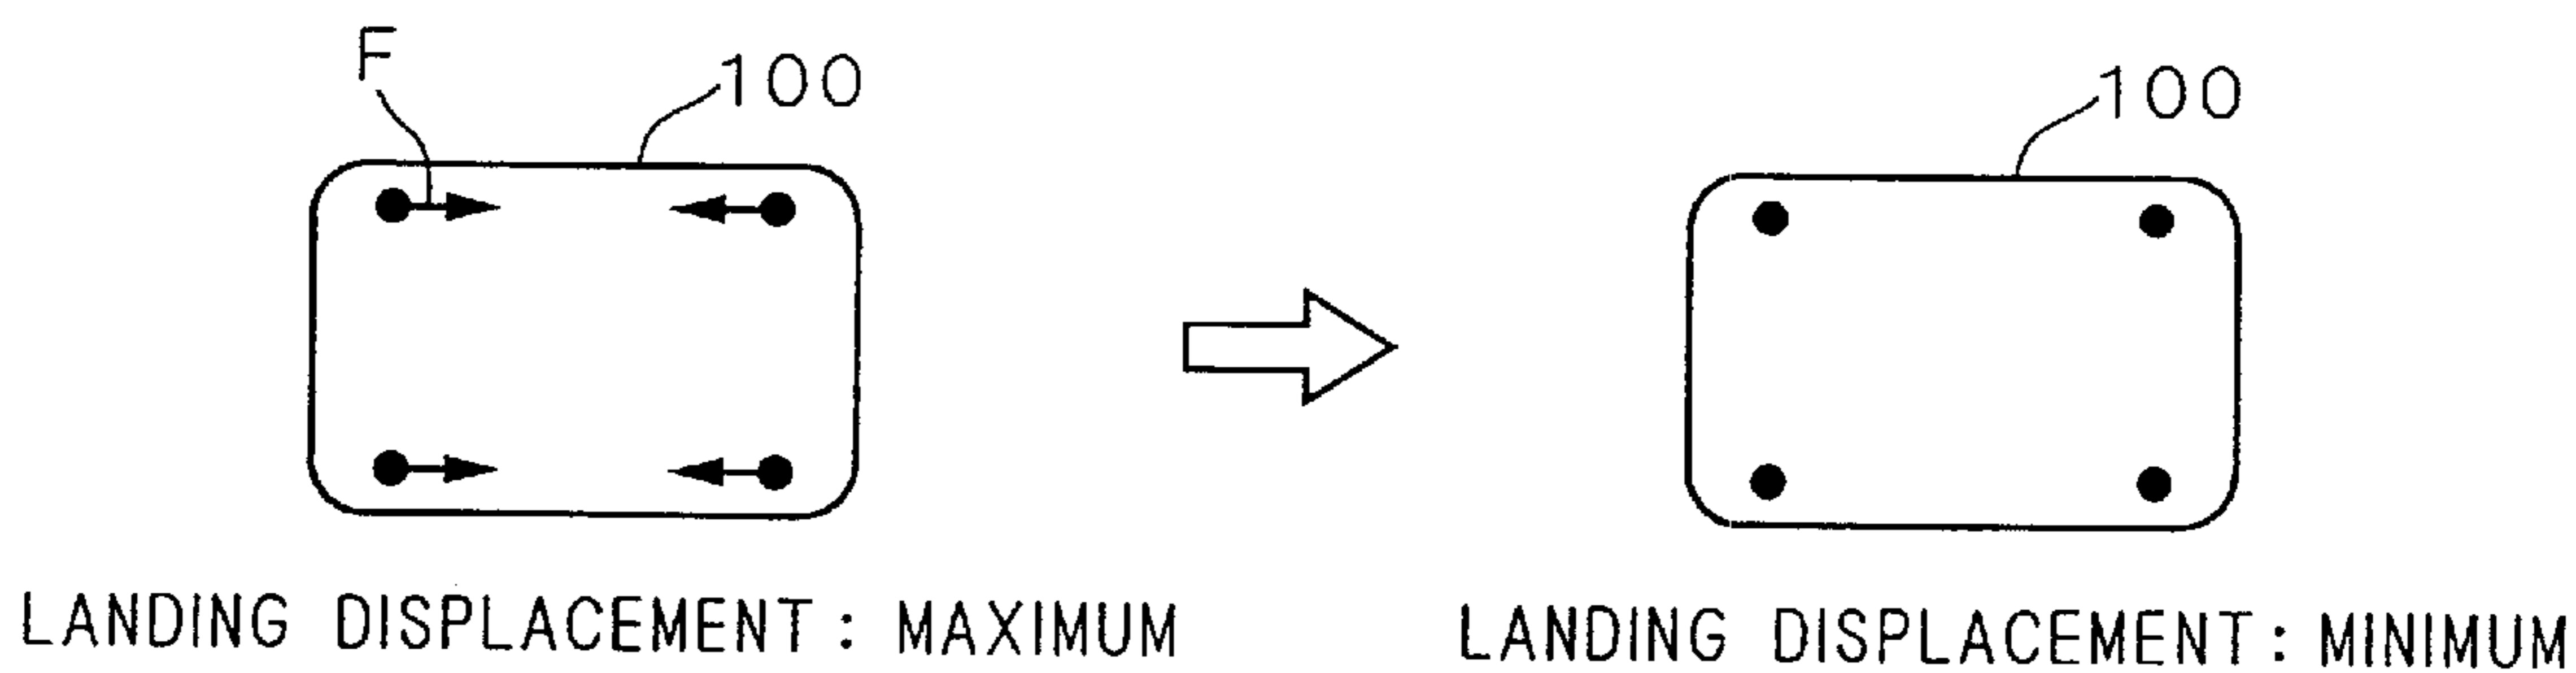 F
100
100
LANDING DISPLACEMENT: MAXIMUM
LANDING DISPLACEMENT: MINIMUM